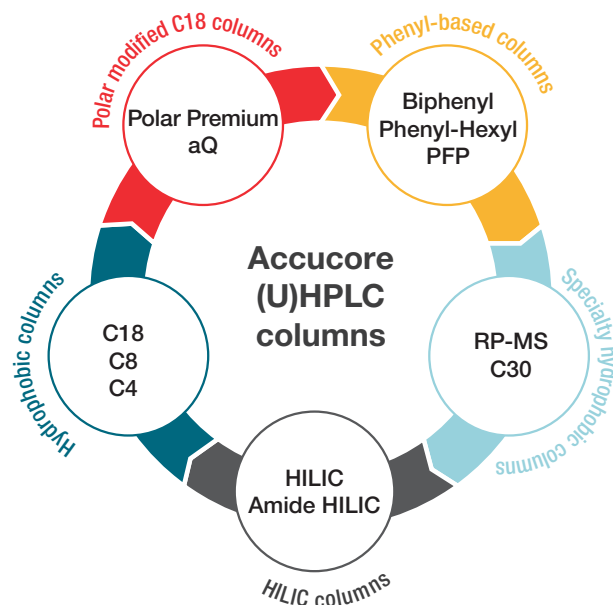 Polar modified C18 columns
Polar Premium
aQ
Phenyl-based columns
Biphenyl
Phenyl-Hexyl
PFP
Accucore
(U)HPLC
columns
Hydrophobic columns
C18
C8
C4
Specialty hydrophobic columns
RP-MS
C30
HILIC
Amide HILIC
HILIC columns